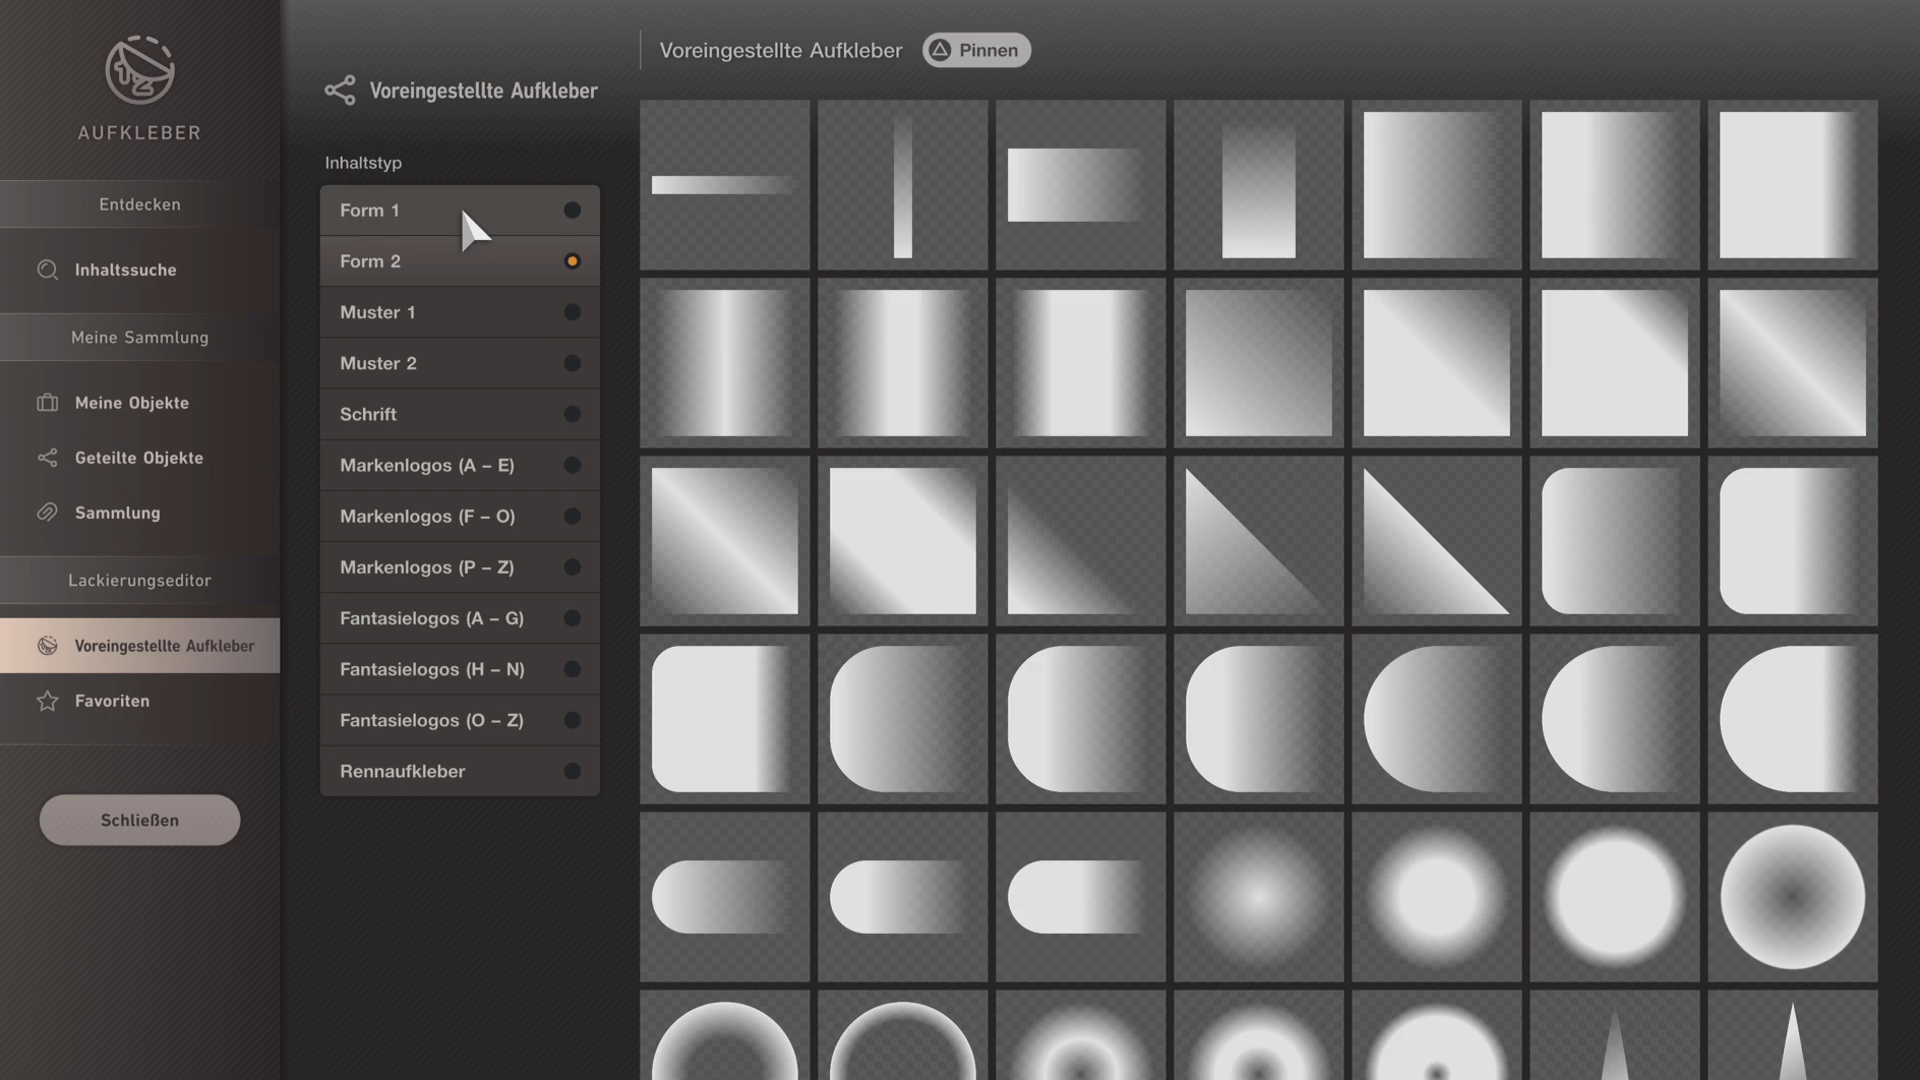 AUFKLEBER
Entdecken
Inhaltssuche
Meine Sammlung
Meine Objekte
Geteilte Objekte
Sammlung
Lackierungseditor
Voreingestellte Aufkleber
Favoriten
Schließen
Voreingestellte Aufkleber
Inhaltstyp
Form 1
Form 2
Muster 1
Muster 2
Schrift
Markenlogos (A – E)
Markenlogos (F – O)
Markenlogos (P – Z)
Fantasielogos (A – G)
Fantasielogos (H – N)
Fantasielogos (O – Z)
Rennaufkleber
Voreingestellte Aufkleber Pinnen